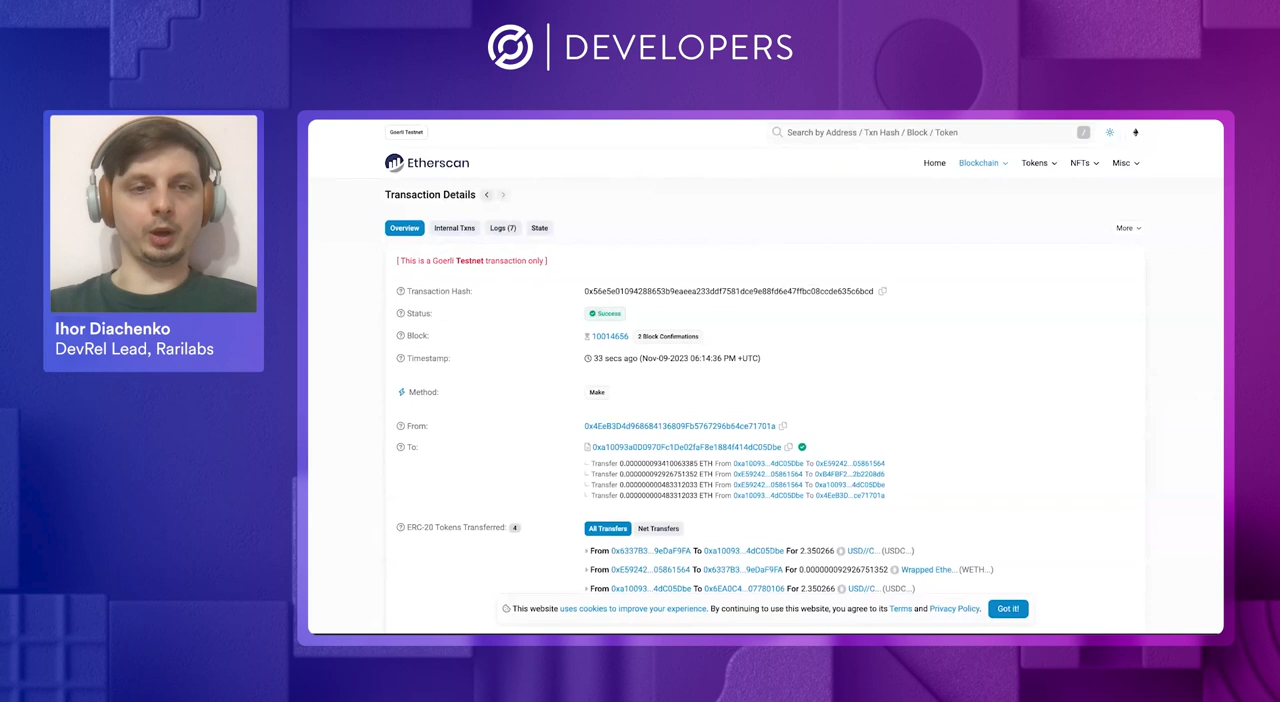 DEVELOPERS
Ihor Diachenko
DevRel Lead, Rarilabs
Goerli Testnet
Search by Address / Txn Hash / Block / Token
/
Etherscan
Home Blockchain Tokens NFTs Misc
Transaction Details
Overview Internal Txns Logs (7) State More
[ This is a Goerli Testnet transaction only ]
Transaction Hash: 0x56e5e01094288653b9eaeea233ddf7581dce9e88fd6e47ffbc08ccde635c6bcd
Status: Success
Block: 10014656 2 Block Confirmations
Timestamp: 33 secs ago (Nov-09-2023 06:14:36 PM +UTC)
Method: Make
From: 0x4EeB3D4d968684136809Fb5767296b64ce71701a
To: 0xa10093a0D0970Fc1De02faF8e1884f414dC05Dbe
Transfer 0.000000093410063385 ETH From 0xa10093...4dC05Dbe To 0xE59242...05861564
Transfer 0.000000092926751352 ETH From 0xE59242...05861564 To 0xB4FBF2...2b2208d6
Transfer 0.000000000483312033 ETH From 0xE59242...05861564 To 0xa10093...4dC05Dbe
Transfer 0.000000000483312033 ETH From 0xa10093...4dC05Dbe To 0x4EeB3D...ce71701a
ERC-20 Tokens Transferred: 4 All Transfers Net Transfers
From 0x6337B3...9eDaF9FA To 0xa10093...4dC05Dbe For 2.350266 USD//C... (USDC...)
From 0xE59242...05861564 To 0x6337B3...9eDaF9FA For 0.000000092926751352 Wrapped Ethe... (WETH...)
From 0xa10093...4dC05Dbe To 0x6EA0C4...07780106 For 2.350266 USD//C... (USDC...)
This website uses cookies to improve your experience. By continuing to use this website, you agree to its Terms and Privacy Policy. Got it!